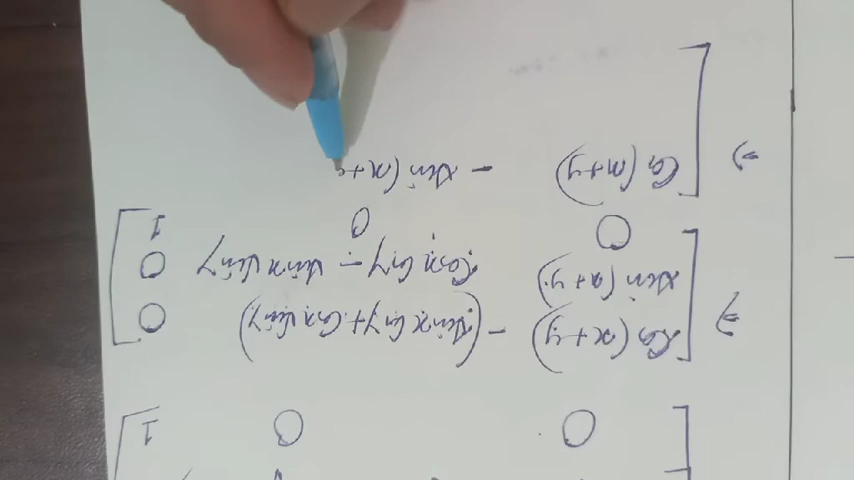 0 0 1
⇒ [ Cos(x+y) -(sinx cosy + cosx siny) 0
sin(x+y) cosx cosy - sinx siny 0
0 0 1 ]
⇒ [ Cos(x+y) - sin(x+